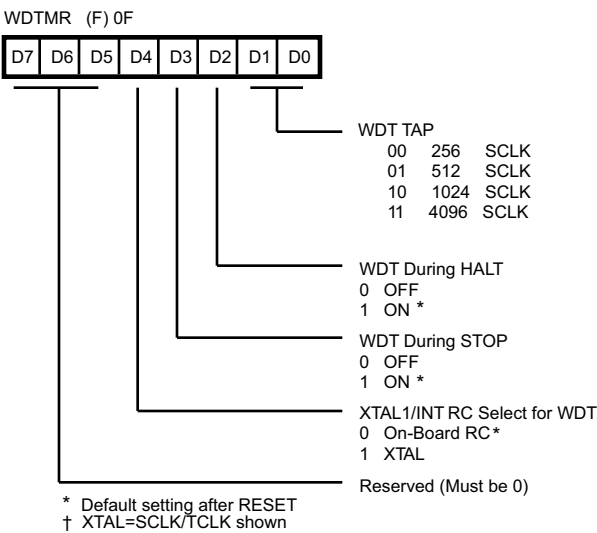 WDTMR (F) 0F
D7 D6 D5 D4 D3 D2 D1 D0
WDT TAP
00 256 SCLK
01 512 SCLK
10 1024 SCLK
11 4096 SCLK
WDT During HALT
0 OFF
1 ON *
WDT During STOP
0 OFF
1 ON *
XTAL1/INT RC Select for WDT
0 On-Board RC *
1 XTAL
Reserved (Must be 0)
* Default setting after RESET
† XTAL=SCLK/TCLK shown